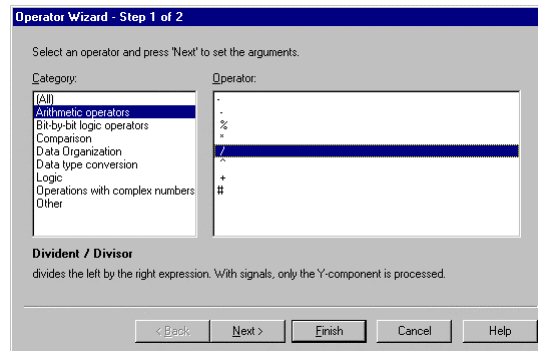 Operator Wizard - Step 1 of 2
Select an operator and press 'Next' to set the arguments.
Category:
(All)
Arithmetic operators
Bit-by-bit logic operators
Comparison
Data Organization
Data type conversion
Logic
Operations with complex numbers
Other
Operator:
-
-
%
*
/
^
+
#
Divident / Divisor
divides the left by the right expression. With signals, only the Y-component is processed.
< Back
Next >
Finish
Cancel
Help